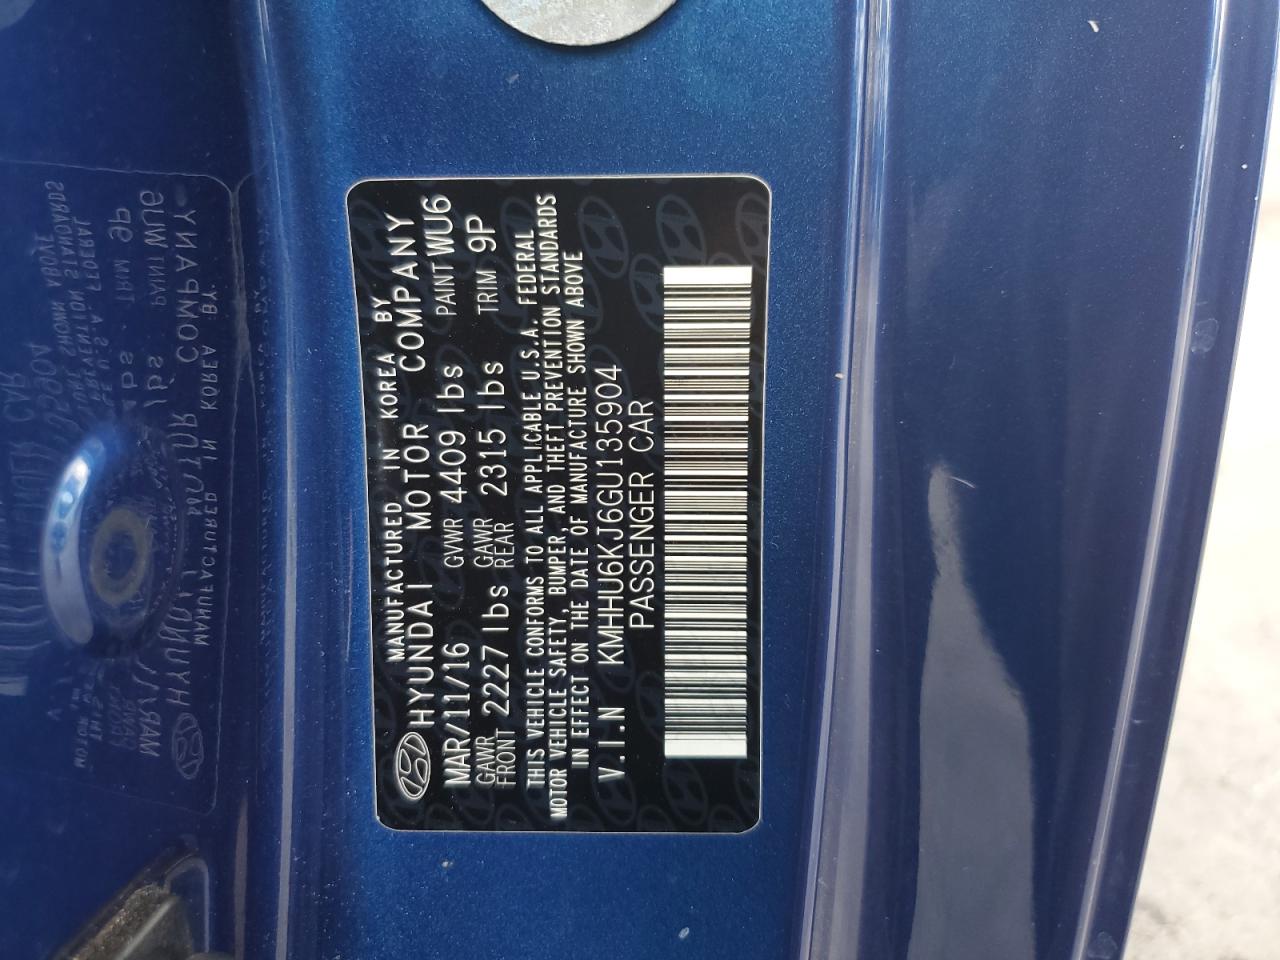 MANUFACTURED IN KOREA BY
HYUNDAI MOTOR COMPANY
MAR/11/16 GVWR 4409 lbs PAINT WU6
GAWR FRONT 2227 lbs GAWR REAR 2315 lbs TRIM 9P
THIS VEHICLE CONFORMS TO ALL APPLICABLE U.S.A. FEDERAL
MOTOR VEHICLE SAFETY, BUMPER, AND THEFT PREVENTION STANDARDS
IN EFFECT ON THE DATE OF MANUFACTURE SHOWN ABOVE
V.I.N KMHHU6KJ6GU135904
PASSENGER CAR